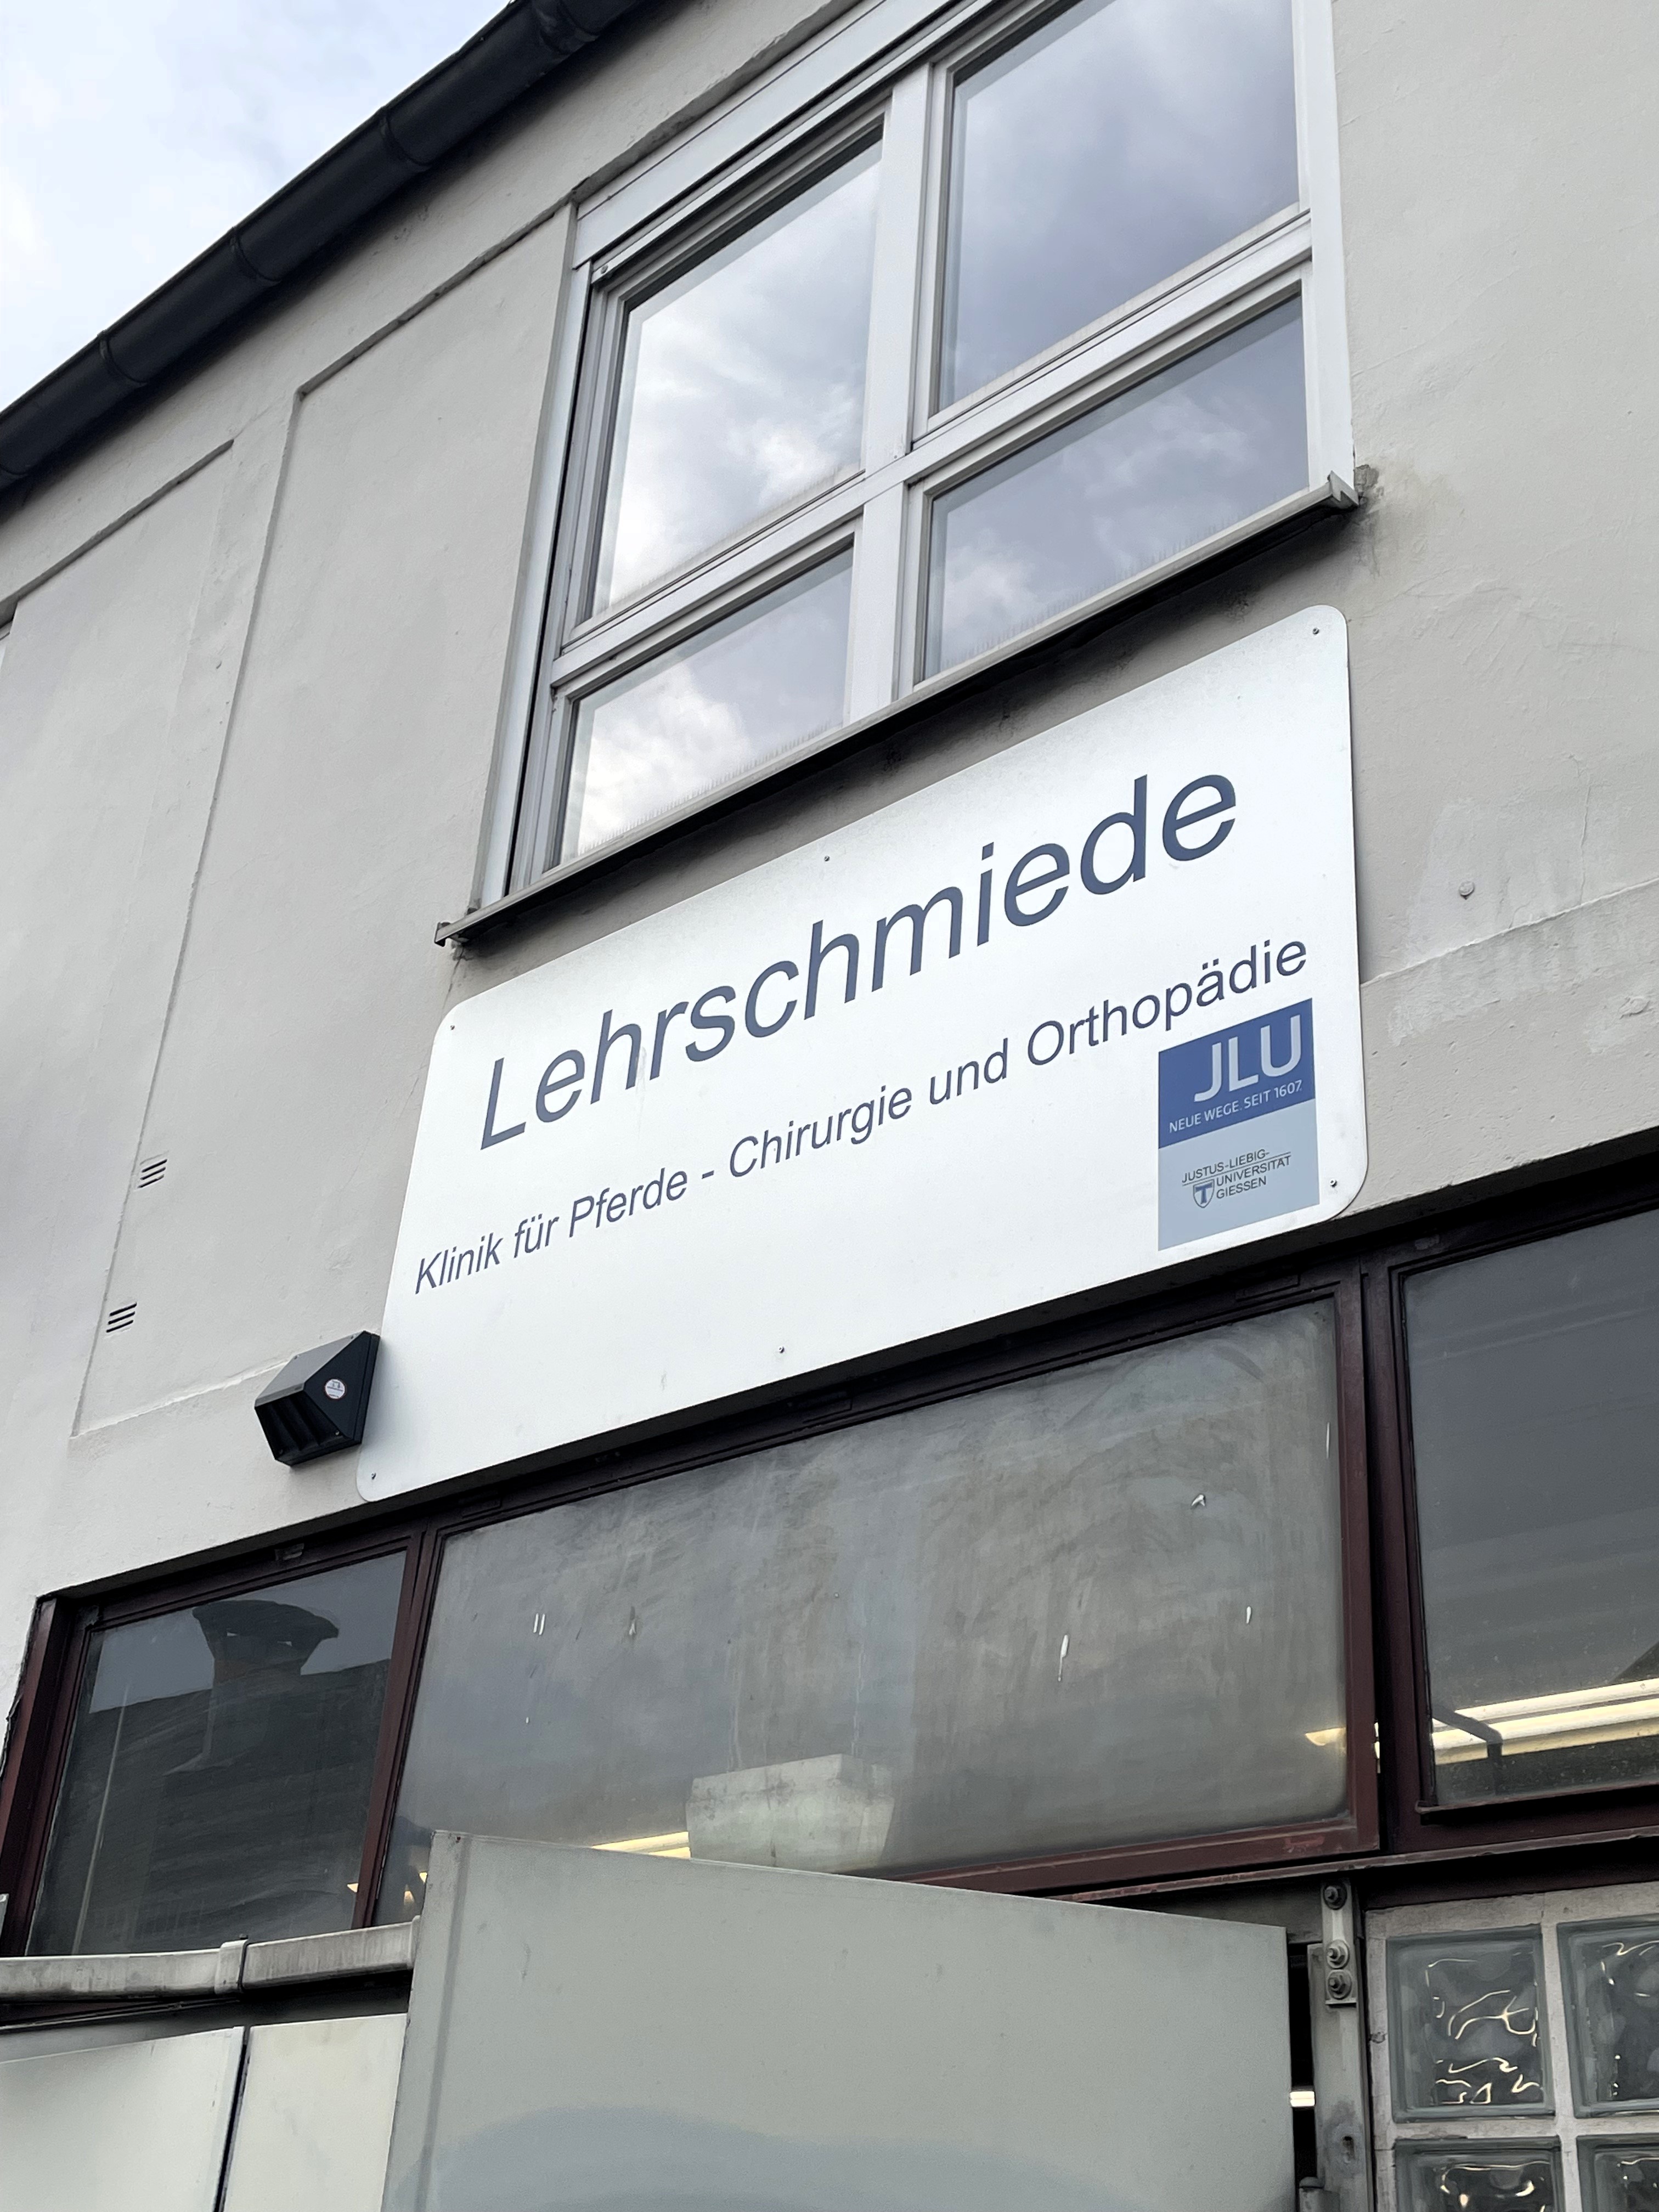 Lehrschmiede
Klinik für Pferde - Chirurgie und Orthopädie
JLU
NEUE WEGE. SEIT 1607.
JUSTUS-LIEBIG-
UNIVERSITÄT
GIESSEN